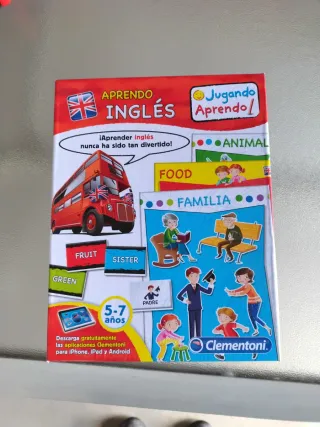 APRENDO
INGLÉS
Jugando
Aprendo!
¡Aprender inglés
nunca ha sido tan divertido!
ANIMAL
FOOD
FAMILIA
FRUIT
SISTER
GREEN
PADRE
5-7
años
Descarga gratuitamente
las aplicaciones Clementoni
para iPhone, iPad y Android
Clementoni